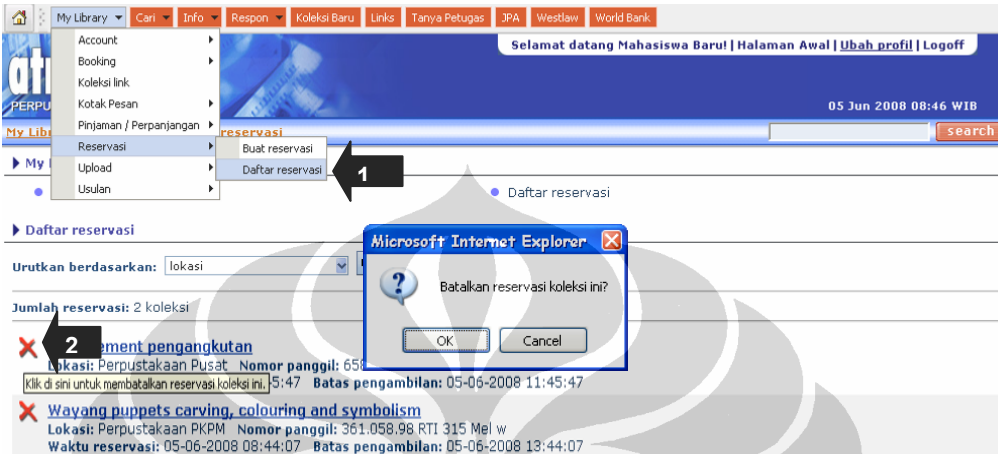 My Library Cari Info Respon Koleksi Baru Links Tanya Petugas JPA Westlaw World Bank
Selamat datang Mahasiswa Baru! | Halaman Awal | Ubah profil | Logoff
Account
Booking
Koleksi link
Kotak Pesan
Pinjaman / Perpanjangan
Reservasi
Upload
Usulan
Buat reservasi
Daftar reservasi
PERPU
05 Jun 2008 08:46 WIB
My Lib reservasi
search
My
1
Daftar reservasi
Daftar reservasi
Urutkan berdasarkan: lokasi
Microsoft Internet Explorer
Batalkan reservasi koleksi ini?
OK Cancel
Jumlah reservasi: 2 koleksi
2
ement pengangkutan
Lokasi: Perpustakaan Pusat Nomor panggil: 658
Klik di sini untuk membatalkan reservasi koleksi ini. 5:47 Batas pengambilan: 05-06-2008 11:45:47
Wayang puppets carving, colouring and symbolism
Lokasi: Perpustakaan PKPM Nomor panggil: 361.058.98 RTI 315 Mel w
Waktu reservasi: 05-06-2008 08:44:07 Batas pengambilan: 05-06-2008 13:44:07